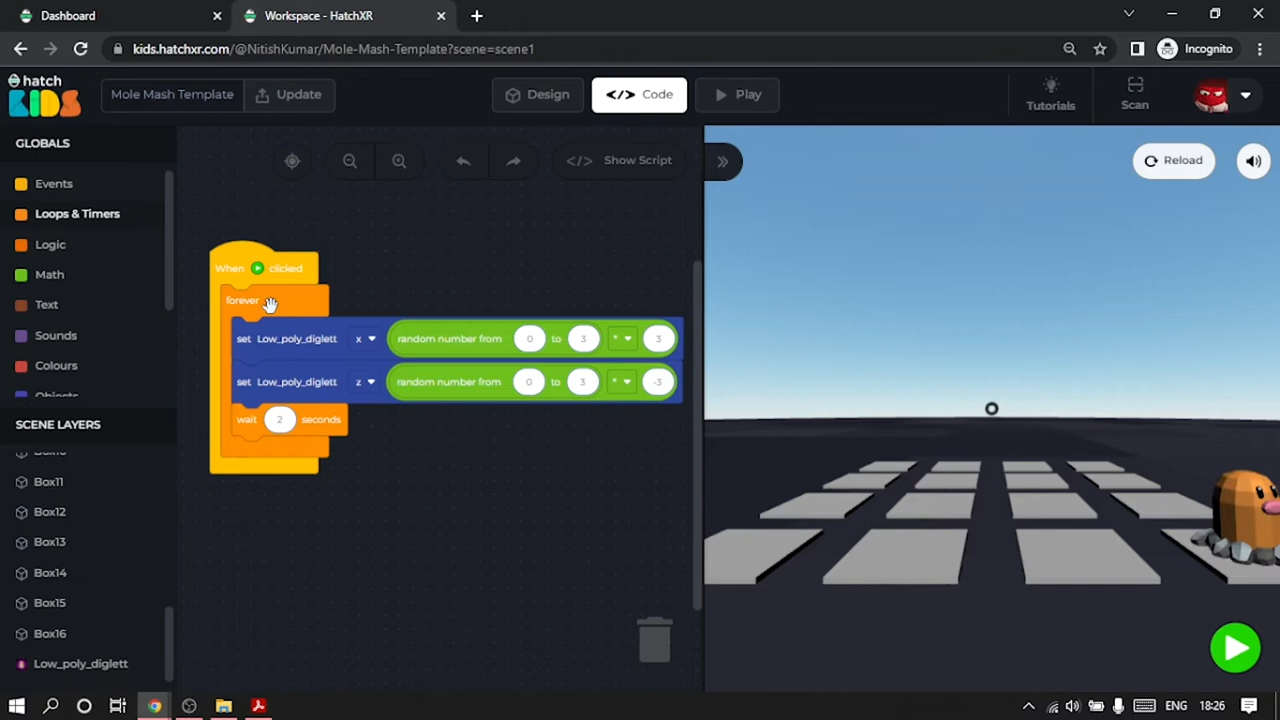 Dashboard
Workspace - HatchXR
kids.hatchxr.com/@NitishKumar/Mole-Mash-Template?scene=scene1
Incognito
hatch
KIDS
Mole Mash Template
Update
Design
</> Code
Play
Tutorials
Scan
GLOBALS
Events
Loops & Timers
Logic
Math
Text
Sounds
Colours
Objects
SCENE LAYERS
Box11
Box12
Box13
Box14
Box15
Box16
Low_poly_diglett
</> Show Script
Reload
When clicked
forever
set Low_poly_diglett x random number from 0 to 3 * 3
set Low_poly_diglett z random number from 0 to 3 * -3
wait 2 seconds
ENG
18:26